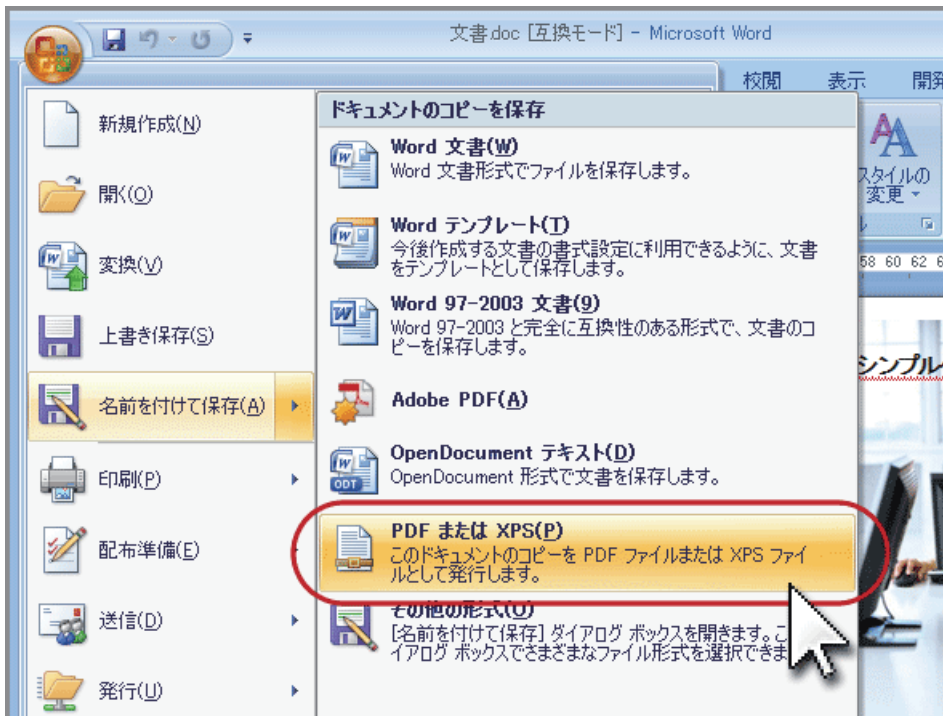 文書.doc [互換モード] - Microsoft Word
校閲 表示 開発
新規作成(N)
開く(O)
変換(V)
上書き保存(S)
名前を付けて保存(A)
印刷(P)
配布準備(E)
送信(D)
発行(U)
ドキュメントのコピーを保存
Word 文書(W)
Word 文書形式でファイルを保存します。
Word テンプレート(T)
今後作成する文書の書式設定に利用できるように、文書
をテンプレートとして保存します。
Word 97-2003 文書(9)
Word 97-2003 と完全に互換性のある形式で、文書のコ
ピーを保存します。
Adobe PDF(A)
OpenDocument テキスト(D)
OpenDocument 形式で文書を保存します。
PDF または XPS(P)
このドキュメントのコピーを PDF ファイルまたは XPS ファイ
ルとして発行します。
その他の形式(O)
[名前を付けて保存] ダイアログ ボックスを開きます。こ
イアログ ボックスでさまざまなファイル形式を選択できま
スタイルの
変更
58 60 62 6
シンプル